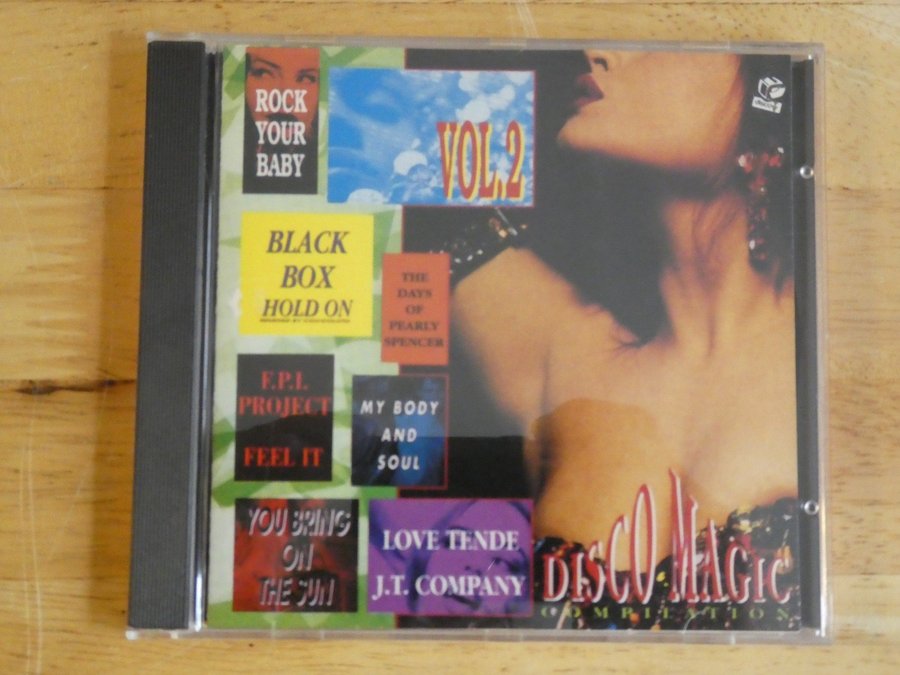 ROCK
YOUR
BABY
VOL.2
BLACK
BOX
HOLD ON
THE
DAYS
OF
PEARLY
SPENCER
F.P.I.
PROJECT
FEEL IT
MY BODY
AND
SOUL
YOU BRING
ON
THE SUN
LOVE TENDE
J.T. COMPANY
DISCO MAGIC
COMPILATION